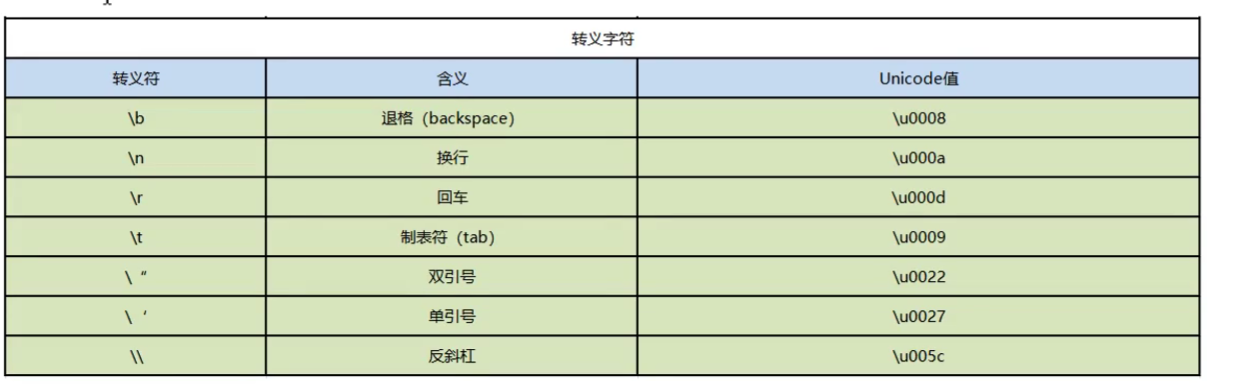 转义字符
转义符 含义 Unicode值
\b 退格（backspace） \u0008
\n 换行 \u000a
\r 回车 \u000d
\t 制表符（tab） \u0009
\ “ 双引号 \u0022
\ ‘ 单引号 \u0027
\\ 反斜杠 \u005c